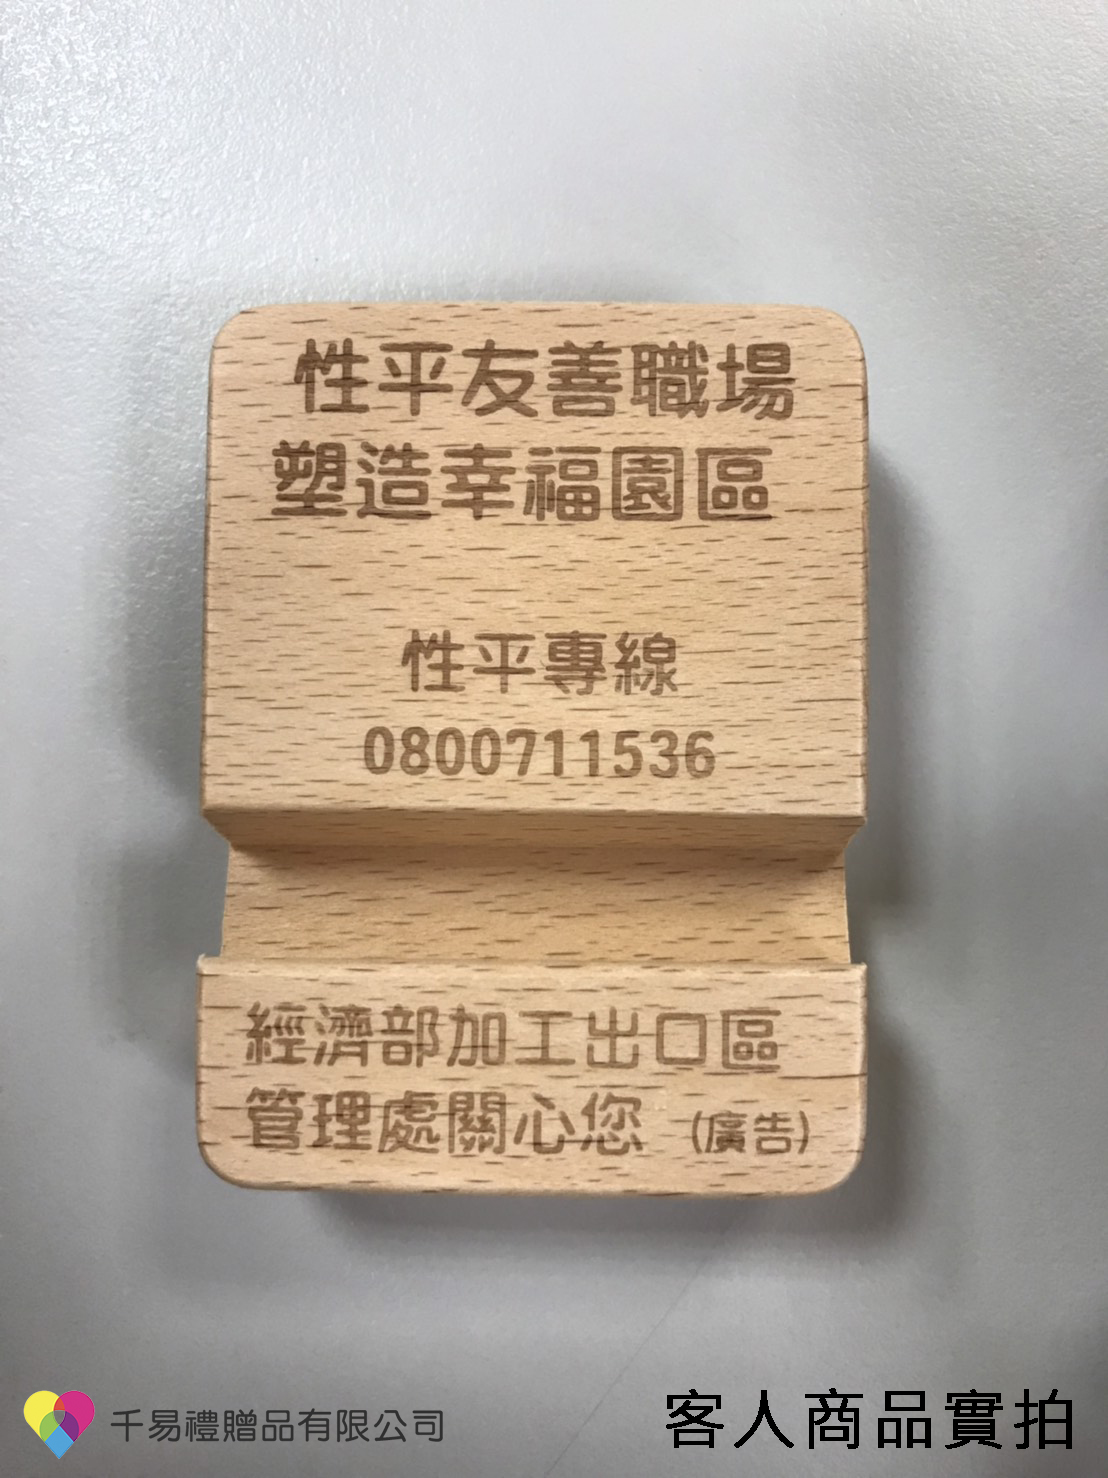 性平友善職場
塑造幸福園區
性平專線
0800711536
經濟部加工出口區
管理處關心您 (廣告)
千易禮贈品有限公司
客人商品實拍